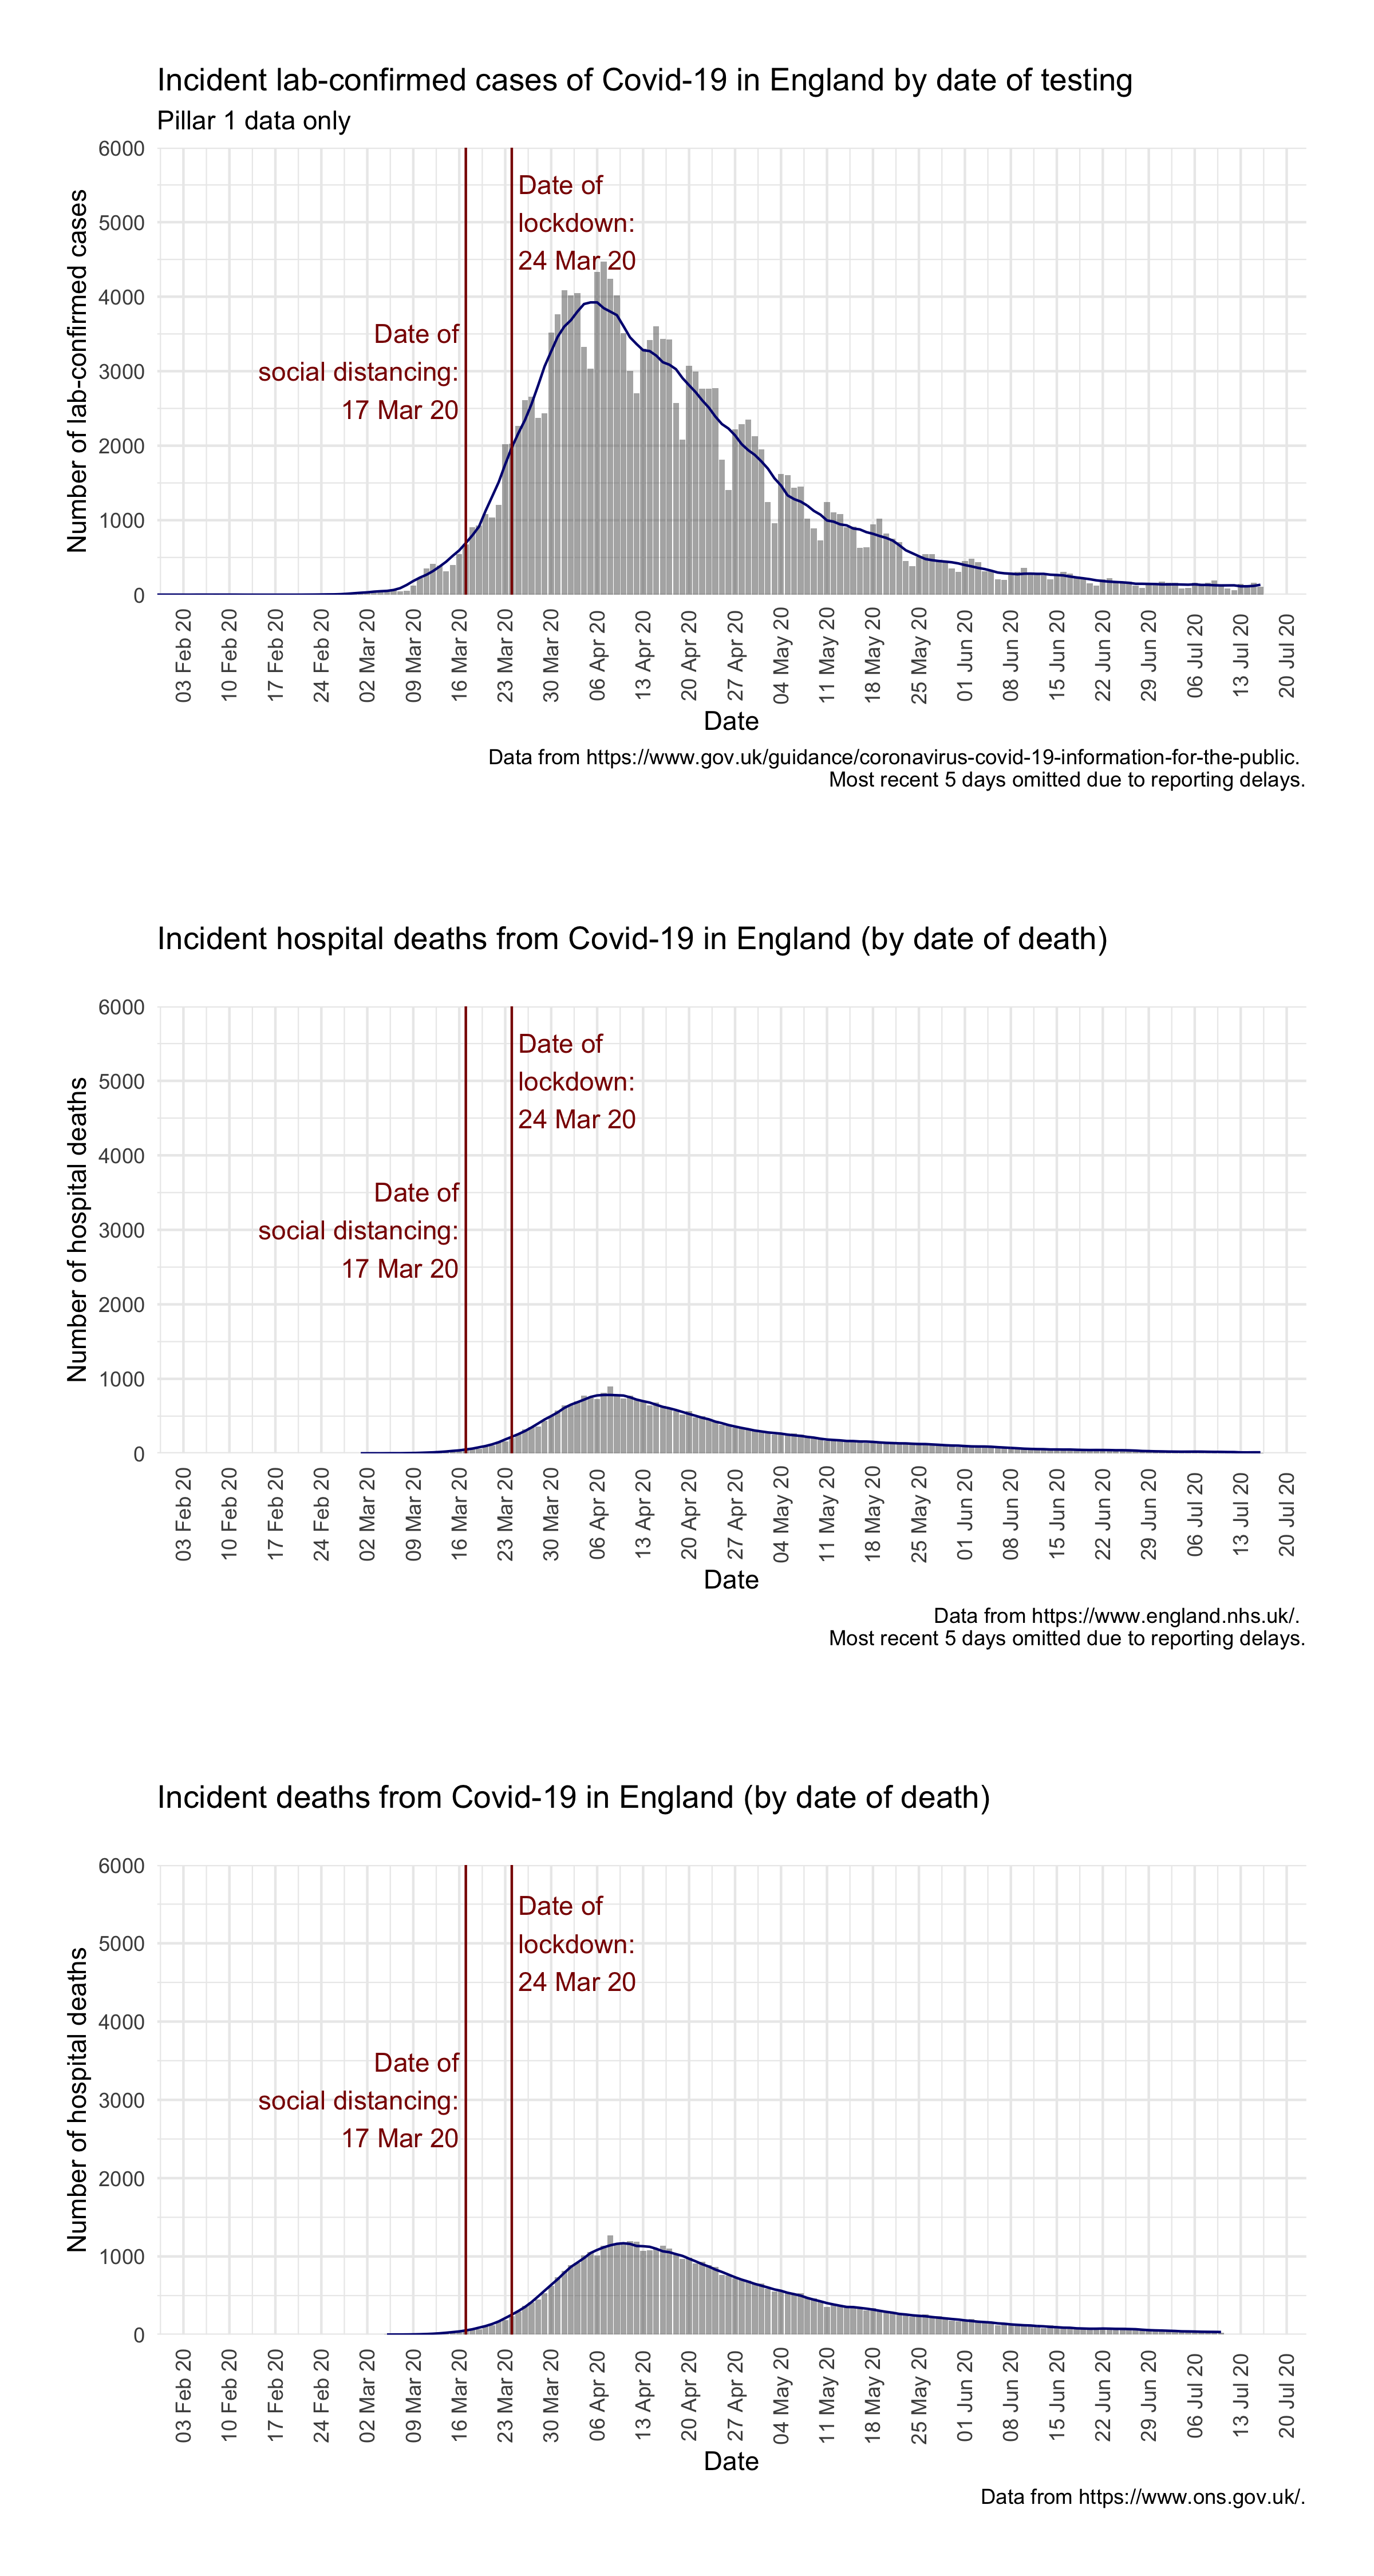 Incident lab-confirmed cases of Covid-19 in England by date of testing
Pillar 1 data only
Number of lab-confirmed cases
6000
5000
4000
3000
2000
1000
0
Date of
lockdown:
24 Mar 20
Date of
social distancing:
17 Mar 20
03 Feb 20
10 Feb 20
17 Feb 20
24 Feb 20
02 Mar 20
09 Mar 20
16 Mar 20
23 Mar 20
30 Mar 20
06 Apr 20
13 Apr 20
20 Apr 20
27 Apr 20
04 May 20
11 May 20
18 May 20
25 May 20
01 Jun 20
08 Jun 20
15 Jun 20
22 Jun 20
29 Jun 20
06 Jul 20
13 Jul 20
20 Jul 20
Date
Data from https://www.gov.uk/guidance/coronavirus-covid-19-information-for-the-public.
Most recent 5 days omitted due to reporting delays.
Incident hospital deaths from Covid-19 in England (by date of death)
Number of hospital deaths
6000
5000
4000
3000
2000
1000
0
Date of
lockdown:
24 Mar 20
Date of
social distancing:
17 Mar 20
03 Feb 20
10 Feb 20
17 Feb 20
24 Feb 20
02 Mar 20
09 Mar 20
16 Mar 20
23 Mar 20
30 Mar 20
06 Apr 20
13 Apr 20
20 Apr 20
27 Apr 20
04 May 20
11 May 20
18 May 20
25 May 20
01 Jun 20
08 Jun 20
15 Jun 20
22 Jun 20
29 Jun 20
06 Jul 20
13 Jul 20
20 Jul 20
Date
Data from https://www.england.nhs.uk/.
Most recent 5 days omitted due to reporting delays.
Incident deaths from Covid-19 in England (by date of death)
Number of hospital deaths
6000
5000
4000
3000
2000
1000
0
Date of
lockdown:
24 Mar 20
Date of
social distancing:
17 Mar 20
03 Feb 20
10 Feb 20
17 Feb 20
24 Feb 20
02 Mar 20
09 Mar 20
16 Mar 20
23 Mar 20
30 Mar 20
06 Apr 20
13 Apr 20
20 Apr 20
27 Apr 20
04 May 20
11 May 20
18 May 20
25 May 20
01 Jun 20
08 Jun 20
15 Jun 20
22 Jun 20
29 Jun 20
06 Jul 20
13 Jul 20
20 Jul 20
Date
Data from https://www.ons.gov.uk/.